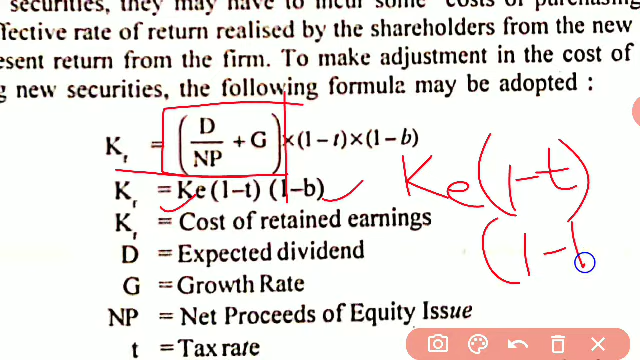 securities, they may have to incur some costs of purchasing
ffective rate of return realised by the shareholders from the new
esent return from the firm. To make adjustment in the cost of
g new securities, the following formula may be adopted :
Kr = (D/NP + G) × (1 – t) × (1 – b)
Kr = Ke (1–t) (1–b)
Ke (1–t)
(1–
Kr = Cost of retained earnings
D = Expected dividend
G = Growth Rate
NP = Net Proceeds of Equity Issue
t = Tax rate